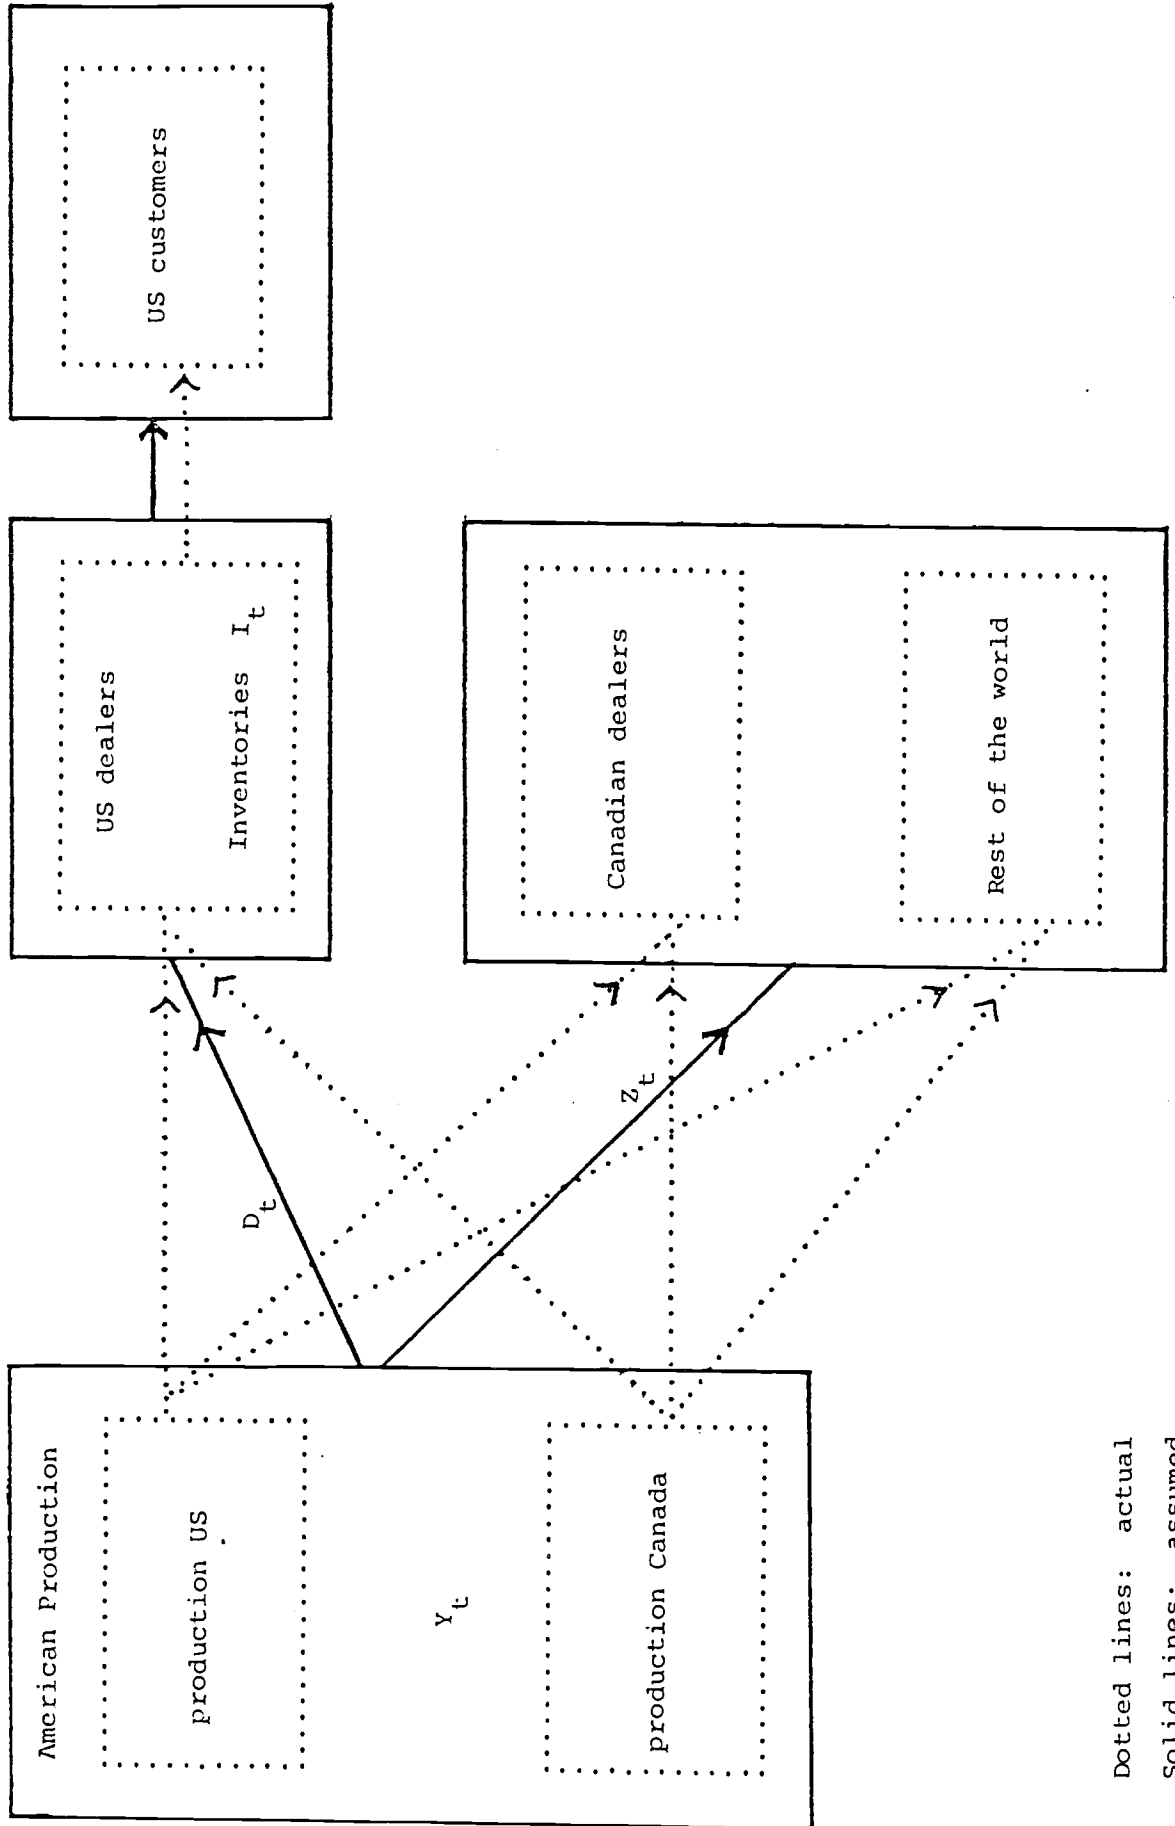 American Production
production US
Y_t
production Canada
D_t
Z_t
US dealers
Inventories I_t
Canadian dealers
Rest of the world
US customers
Dotted lines: actual
Solid lines: assumed